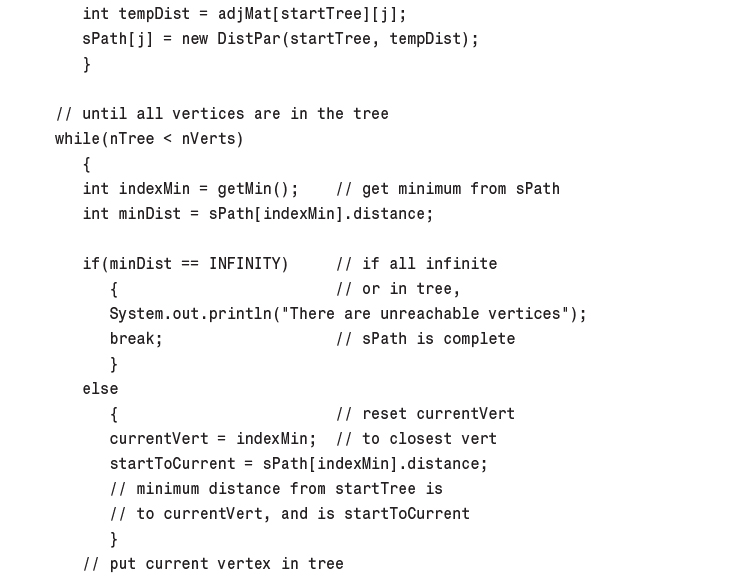 int tempDist = adjMat[startTree][j];
sPath[j] = new DistPar(startTree, tempDist);
}
// until all vertices are in the tree
while(nTree < nVerts)
{
int indexMin = getMin();    // get minimum from sPath
int minDist = sPath[indexMin].distance;
if(minDist == INFINITY)     // if all infinite
{                        // or in tree,
System.out.println("There are unreachable vertices");
break;                   // sPath is complete
}
else
{                        // reset currentVert
currentVert = indexMin;  // to closest vert
startToCurrent = sPath[indexMin].distance;
// minimum distance from startTree is
// to currentVert, and is startToCurrent
}
// put current vertex in tree